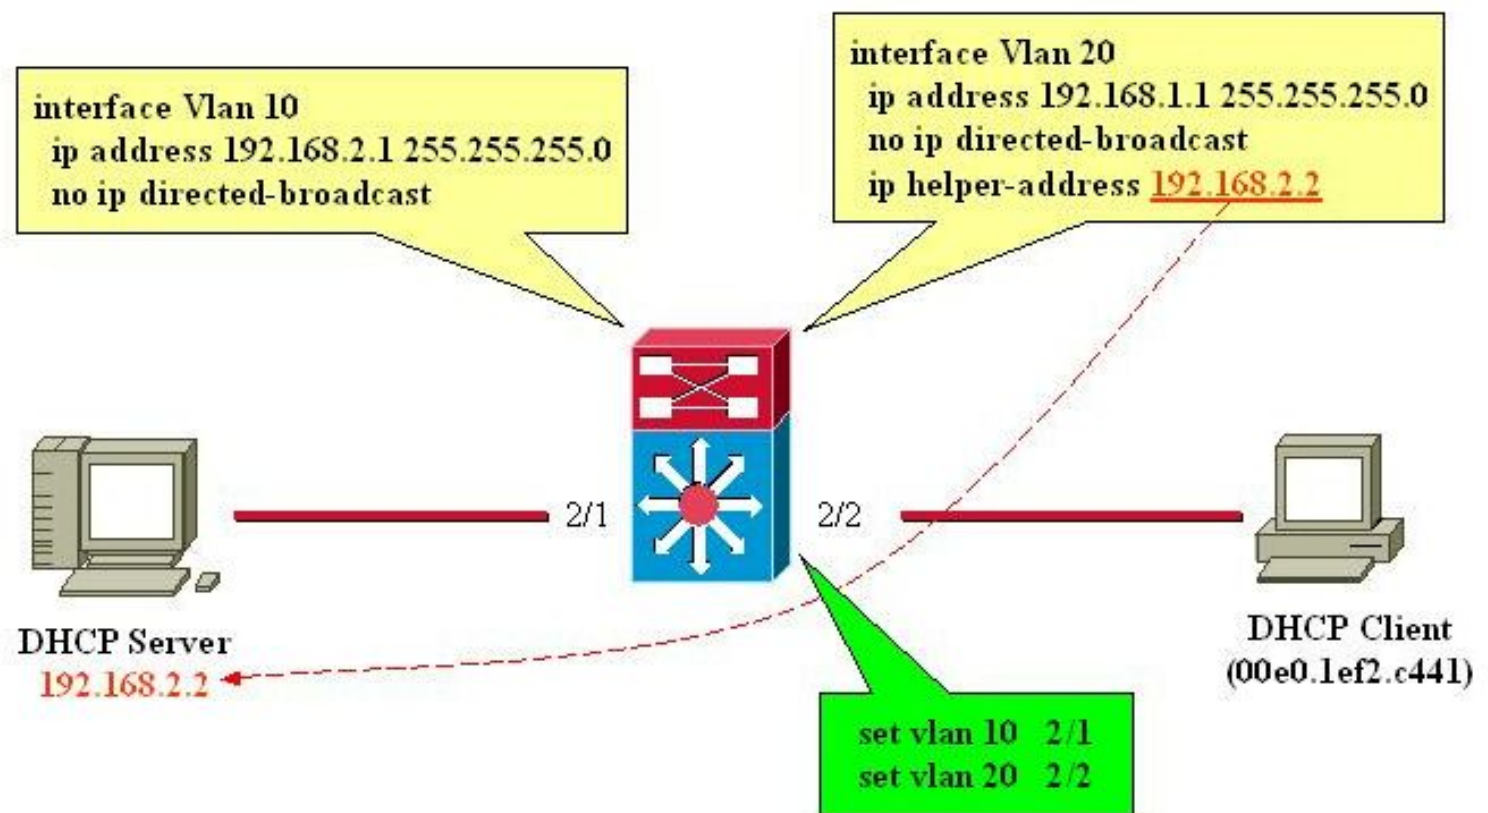 interface Vlan 10
ip address 192.168.2.1 255.255.255.0
no ip directed-broadcast
interface Vlan 20
ip address 192.168.1.1 255.255.255.0
no ip directed-broadcast
ip helper-address 192.168.2.2
2/1
2/2
DHCP Server
192.168.2.2
DHCP Client
(00e0.1ef2.c441)
set vlan 10 2/1
set vlan 20 2/2